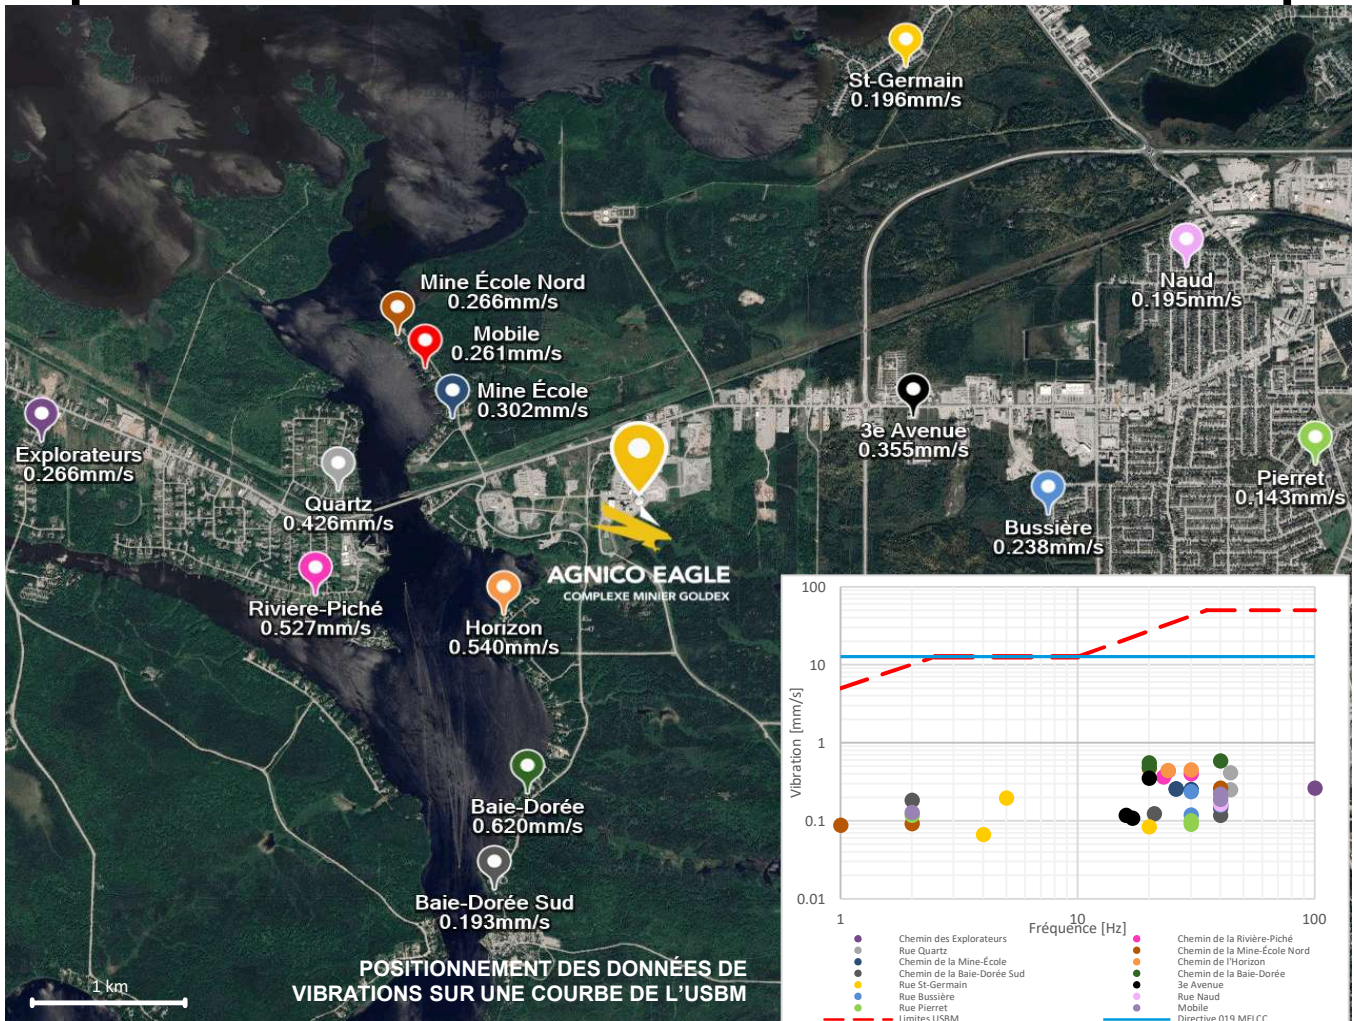 St-Germain
0.196mm/s
Naud
0.195mm/s
Mine École Nord
0.266mm/s
Mobile
0.261mm/s
Mine École
0.302mm/s
3e Avenue
0.355mm/s
Explorateurs
0.266mm/s
Quartz
0.426mm/s
Pierret
0.143mm/s
Bussière
0.238mm/s
AGNICO EAGLE
COMPLEXE MINIER GOLDEX
Riviere-Piché
0.527mm/s
Horizon
0.540mm/s
Baie-Dorée
0.620mm/s
Baie-Dorée Sud
0.193mm/s
POSITIONNEMENT DES DONNÉES DE
VIBRATIONS SUR UNE COURBE DE L'USBM
1 km
Vibration [mm/s]
100
10
1
0.1
0.01
1 10 100
Fréquence [Hz]
Chemin des Explorateurs
Chemin de la Rivière-Piché
Rue Quartz
Chemin de la Mine-École Nord
Chemin de la Mine-École
Chemin de l'Horizon
Chemin de la Baie-Dorée Sud
Chemin de la Baie-Dorée
Rue St-Germain
3e Avenue
Rue Bussière
Rue Naud
Rue Pierret
Mobile
Limites USBM
Directive 019 MELCC